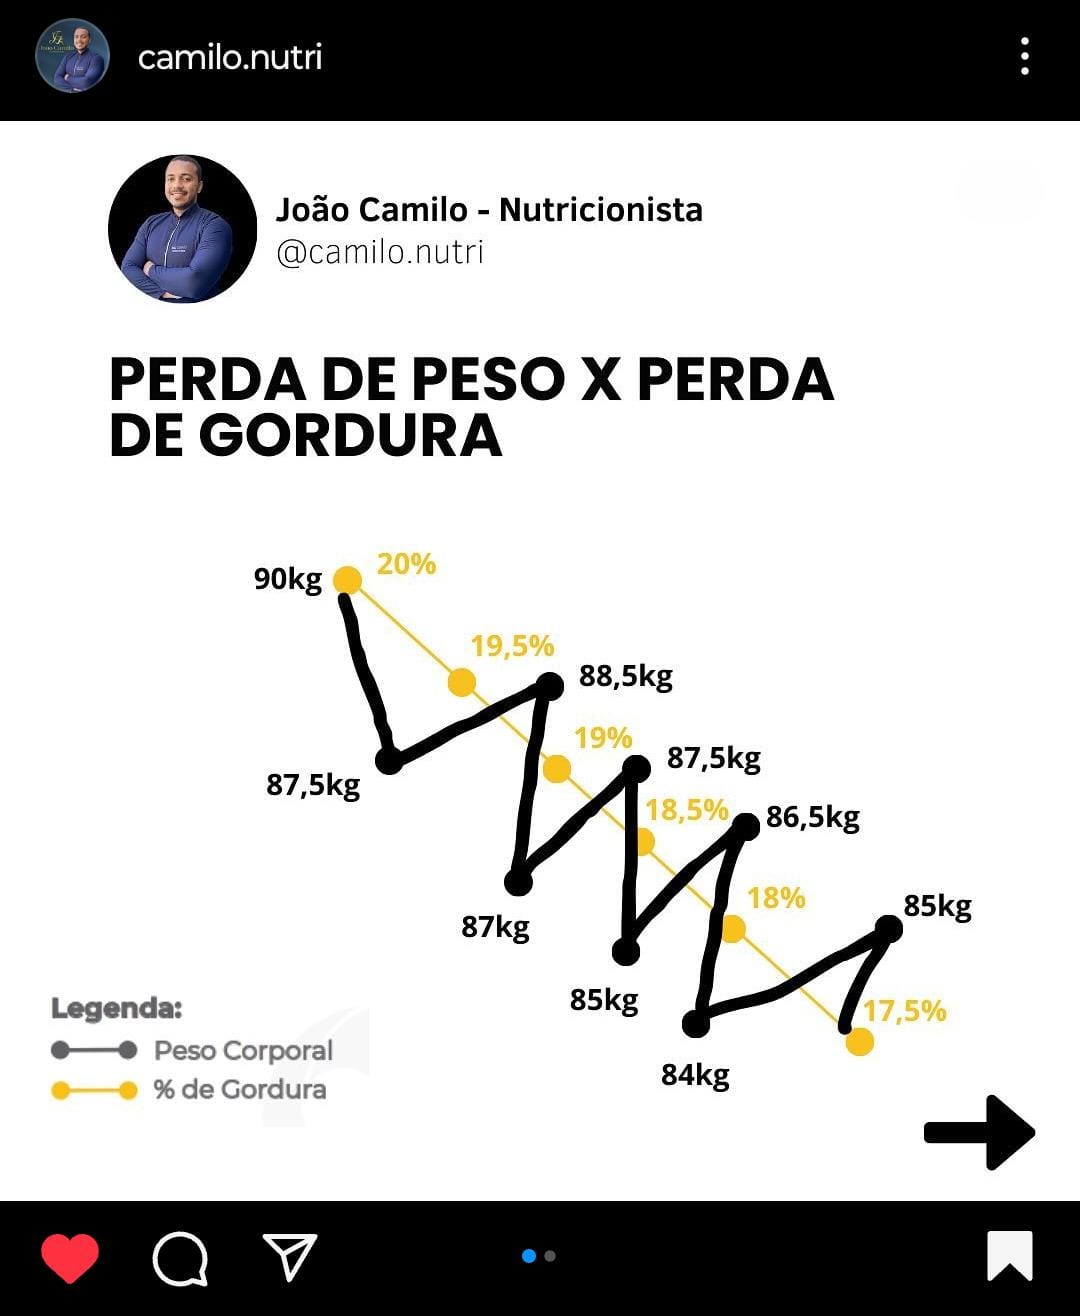 camilo.nutri
João Camilo - Nutricionista
@camilo.nutri
PERDA DE PESO X PERDA
DE GORDURA
90kg
20%
19,5%
88,5kg
87,5kg
19%
87,5kg
18,5%
86,5kg
87kg
18%
85kg
85kg
17,5%
84kg
Legenda:
Peso Corporal
% de Gordura